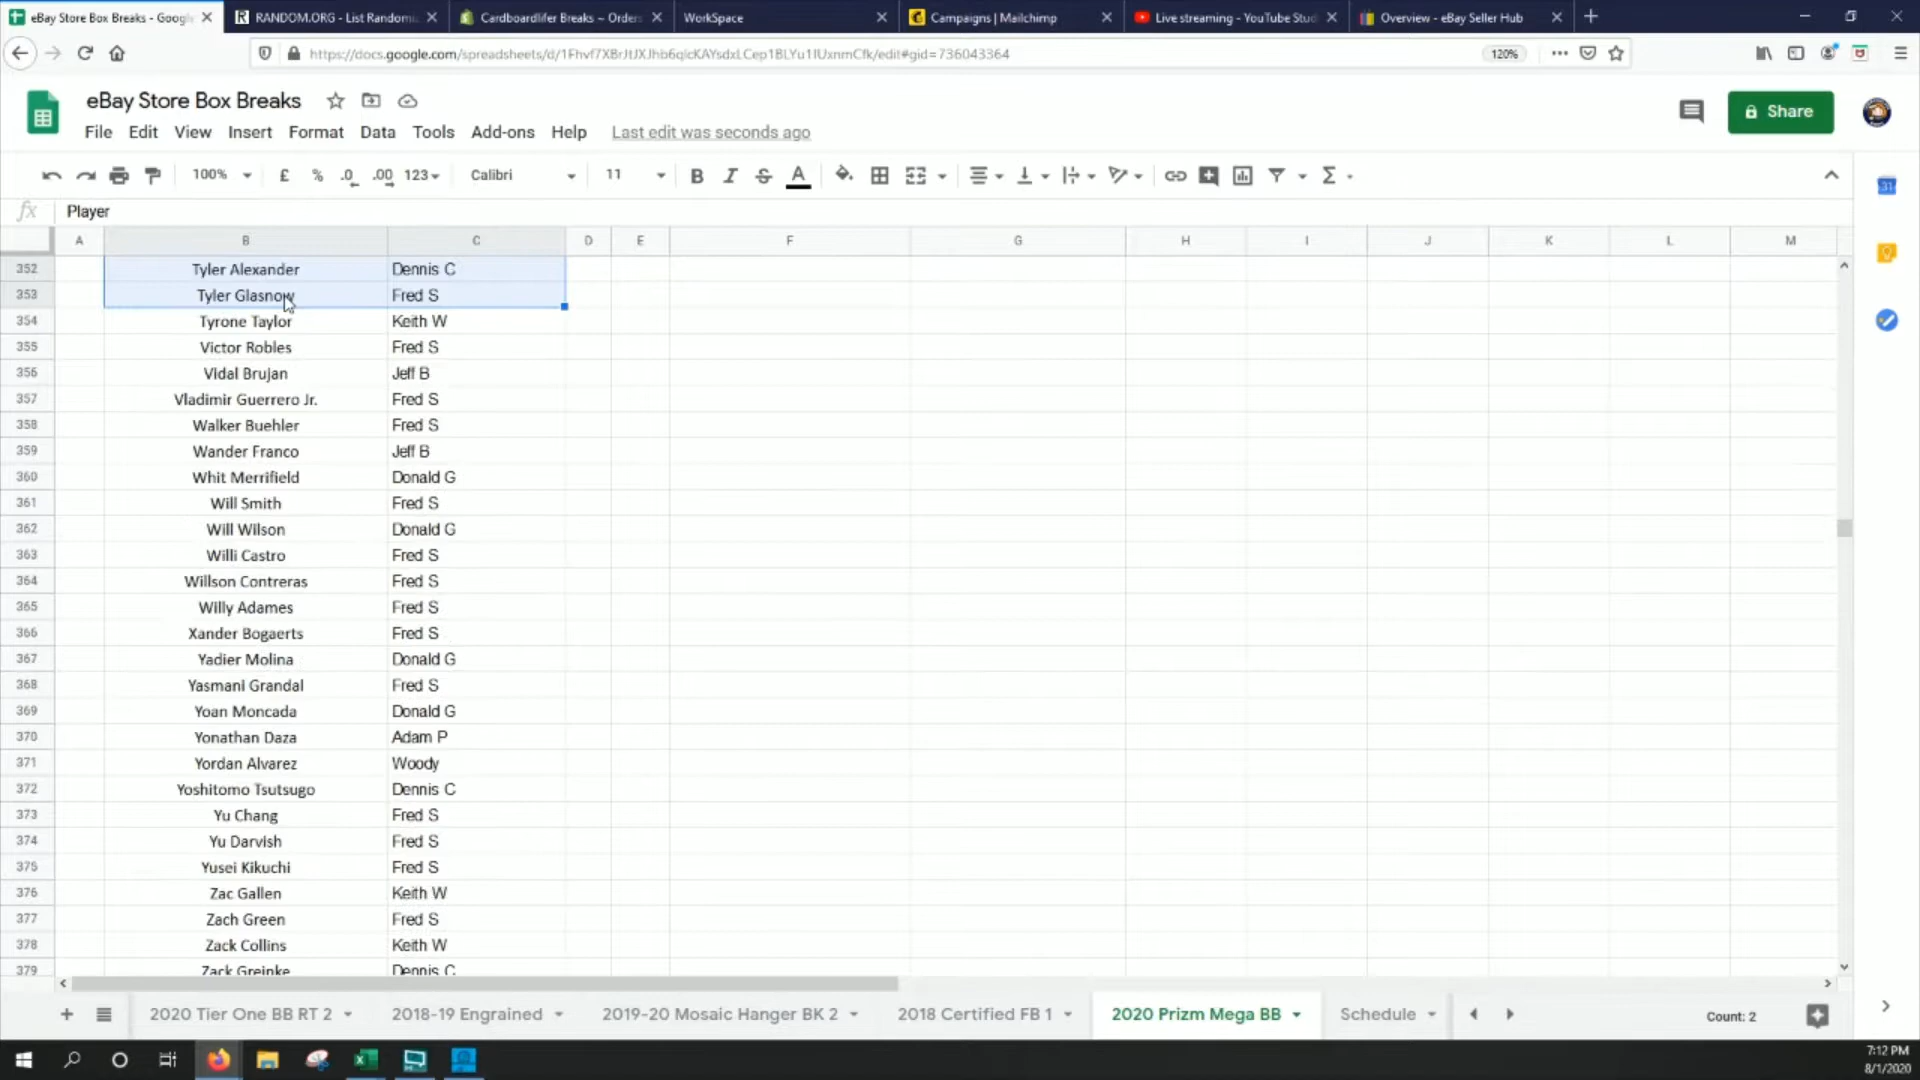 eBay Store Box Breaks - Google
RANDOM.ORG - List Randomi
Cardboardlifer Breaks ~ Orders
WorkSpace
Campaigns | Mailchimp
Live streaming - YouTube Stud
Overview - eBay Seller Hub
120%
eBay Store Box Breaks
Share
File Edit View Insert Format Data Tools Add-ons Help Last edit was seconds ago
100% £ % .0 .00 123 Calibri 11 B I S A Σ
fx Player
A B C D E F G H I J K L M
352 Tyler Alexander Dennis C
353 Tyler Glasnow Fred S
354 Tyrone Taylor Keith W
355 Victor Robles Fred S
356 Vidal Brujan Jeff B
357 Vladimir Guerrero Jr. Fred S
358 Walker Buehler Fred S
359 Wander Franco Jeff B
360 Whit Merrifield Donald G
361 Will Smith Fred S
362 Will Wilson Donald G
363 Willi Castro Fred S
364 Willson Contreras Fred S
365 Willy Adames Fred S
366 Xander Bogaerts Fred S
367 Yadier Molina Donald G
368 Yasmani Grandal Fred S
369 Yoan Moncada Donald G
370 Yonathan Daza Adam P
371 Yordan Alvarez Woody
372 Yoshitomo Tsutsugo Dennis C
373 Yu Chang Fred S
374 Yu Darvish Fred S
375 Yusei Kikuchi Fred S
376 Zac Gallen Keith W
377 Zach Green Fred S
378 Zack Collins Keith W
379 Zack Greinke Dennis C
2020 Tier One BB RT 2 2018-19 Engrained 2019-20 Mosaic Hanger BK 2 2018 Certified FB 1 2020 Prizm Mega BB Schedule Count: 2
7:12 PM
8/1/2020